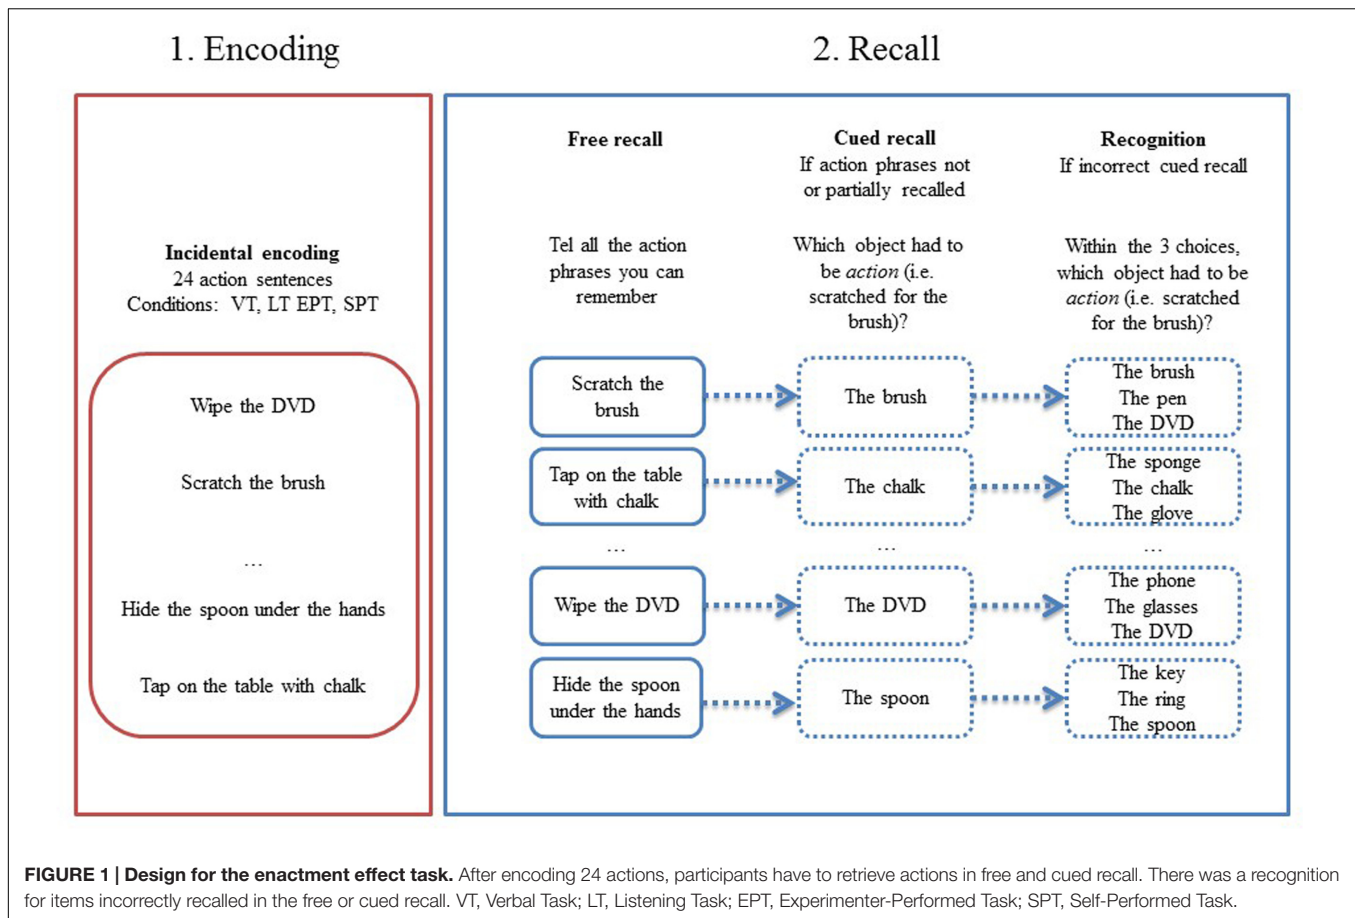 1. Encoding
2. Recall
Incidental encoding
24 action sentences
Conditions: VT, LT EPT, SPT
Wipe the DVD
Scratch the brush
...
Hide the spoon under the hands
Tap on the table with chalk
Free recall
Tel all the action
phrases you can
remember
Cued recall
If action phrases not
or partially recalled
Which object had to
be action (i.e.
scratched for the
brush)?
Recognition
If incorrect cued recall
Within the 3 choices,
which object had to be
action (i.e. scratched
for the brush)?
Scratch the
brush
The brush
The brush
The pen
The DVD
Tap on the table
with chalk
The chalk
The sponge
The chalk
The glove
...
...
...
Wipe the DVD
The DVD
The phone
The glasses
The DVD
Hide the spoon
under the hands
The spoon
The key
The ring
The spoon
FIGURE 1 | Design for the enactment effect task. After encoding 24 actions, participants have to retrieve actions in free and cued recall. There was a recognition
for items incorrectly recalled in the free or cued recall. VT, Verbal Task; LT, Listening Task; EPT, Experimenter-Performed Task; SPT, Self-Performed Task.